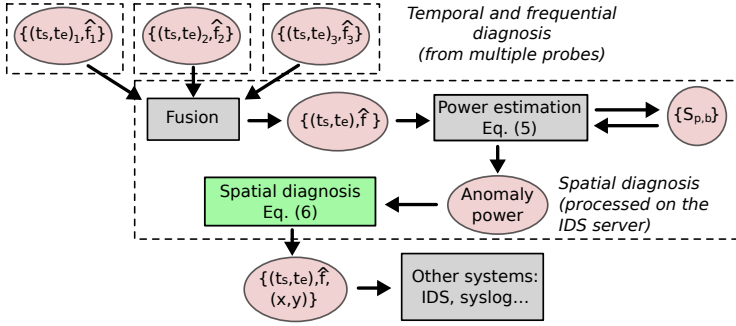 {(ts,te)1,f̂1}
{(ts,te)2,f̂2}
{(ts,te)3,f̂3}
Temporal and frequential
diagnosis
(from multiple probes)
Fusion
{(ts,te),f̂ }
Power estimation
Eq. (5)
{Sp,b}
Spatial diagnosis
Eq. (6)
Anomaly
power
Spatial diagnosis
(processed on the
IDS server)
{(ts,te),f̂,
(x,y)}
Other systems:
IDS, syslog...